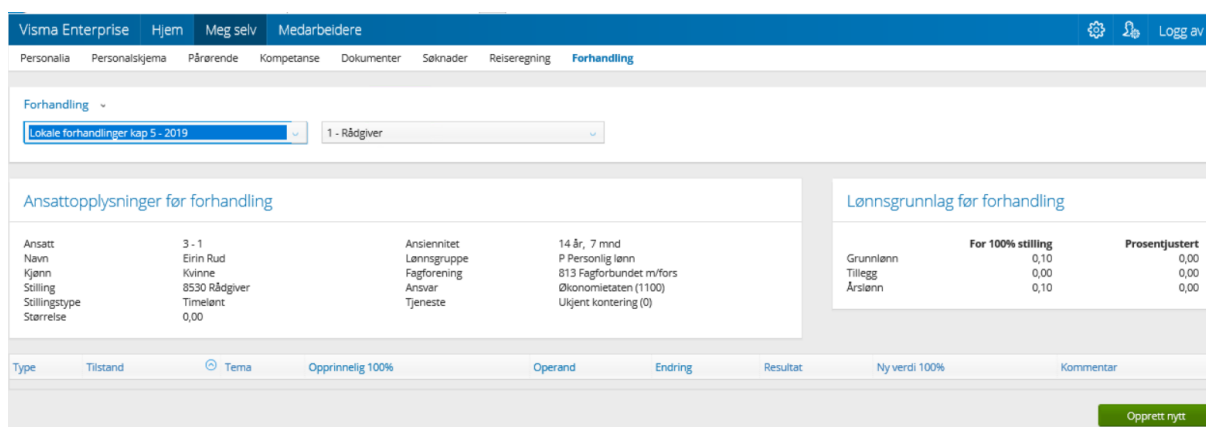 Visma Enterprise Hjem Meg selv Medarbeidere Logg av
Personalia Personalskjema Pårørende Kompetanse Dokumenter Søknader Reiseregning Forhandling
Forhandling
Lokale forhandlinger kap 5 - 2019 1 - Rådgiver
Ansattopplysninger før forhandling
Ansatt 3 - 1 Ansiennitet 14 år, 7 mnd
Navn Eirin Rud Lønnsgruppe P Personlig lønn
Kjønn Kvinne Fagforening 813 Fagforbundet m/fors
Stilling 8530 Rådgiver Ansvar Økonomietaten (1100)
Stillingstype Timelønt Tjeneste Ukjent kontering (0)
Størrelse 0,00
Lønnsgrunnlag før forhandling
For 100% stilling Prosentjustert
Grunnlønn 0,10 0,00
Tillegg 0,00 0,00
Årslønn 0,10 0,00
Type Tilstand Tema Opprinnelig 100% Operand Endring Resultat Ny verdi 100% Kommentar
Opprett nytt